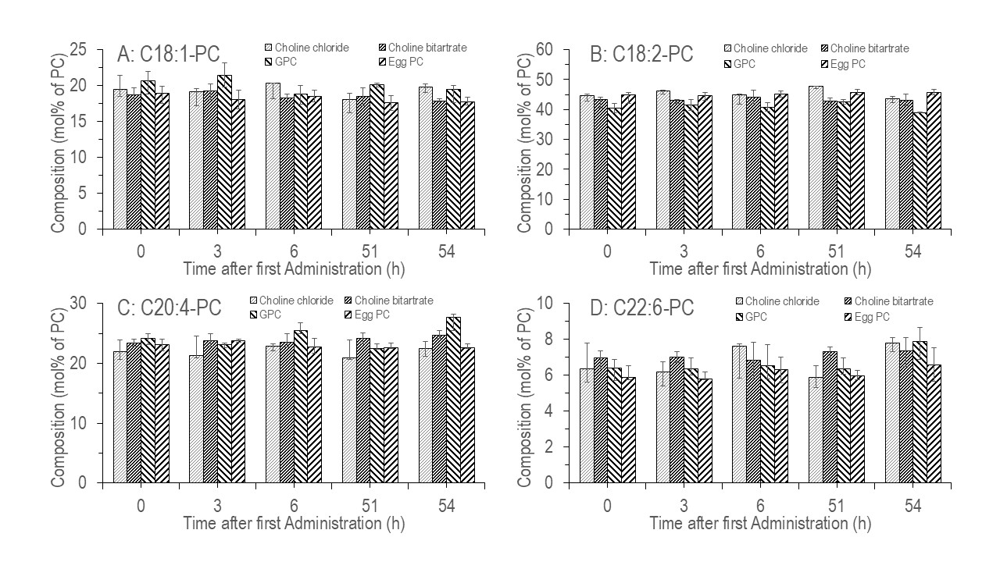 A: C18:1-PC
Choline chloride
Choline bitartrate
GPC
Egg PC
Composition (mol% of PC)
25
20
15
10
5
0
0 3 6 51 54
Time after first Administration (h)
B: C18:2-PC
Choline chloride
Choline bitartrate
GPC
Egg PC
Composition (mol% of PC)
60
50
40
30
20
10
0
0 3 6 51 54
Time after first Administration (h)
C: C20:4-PC
Choline chloride
Choline bitartrate
GPC
Egg PC
Composition (mol% of PC)
30
20
10
0
0 3 6 51 54
Time after first Administration (h)
D: C22:6-PC
Choline chloride
Choline bitartrate
GPC
Egg PC
Composition (mol% of PC)
10
8
6
4
2
0
0 3 6 51 54
Time after first Administration (h)